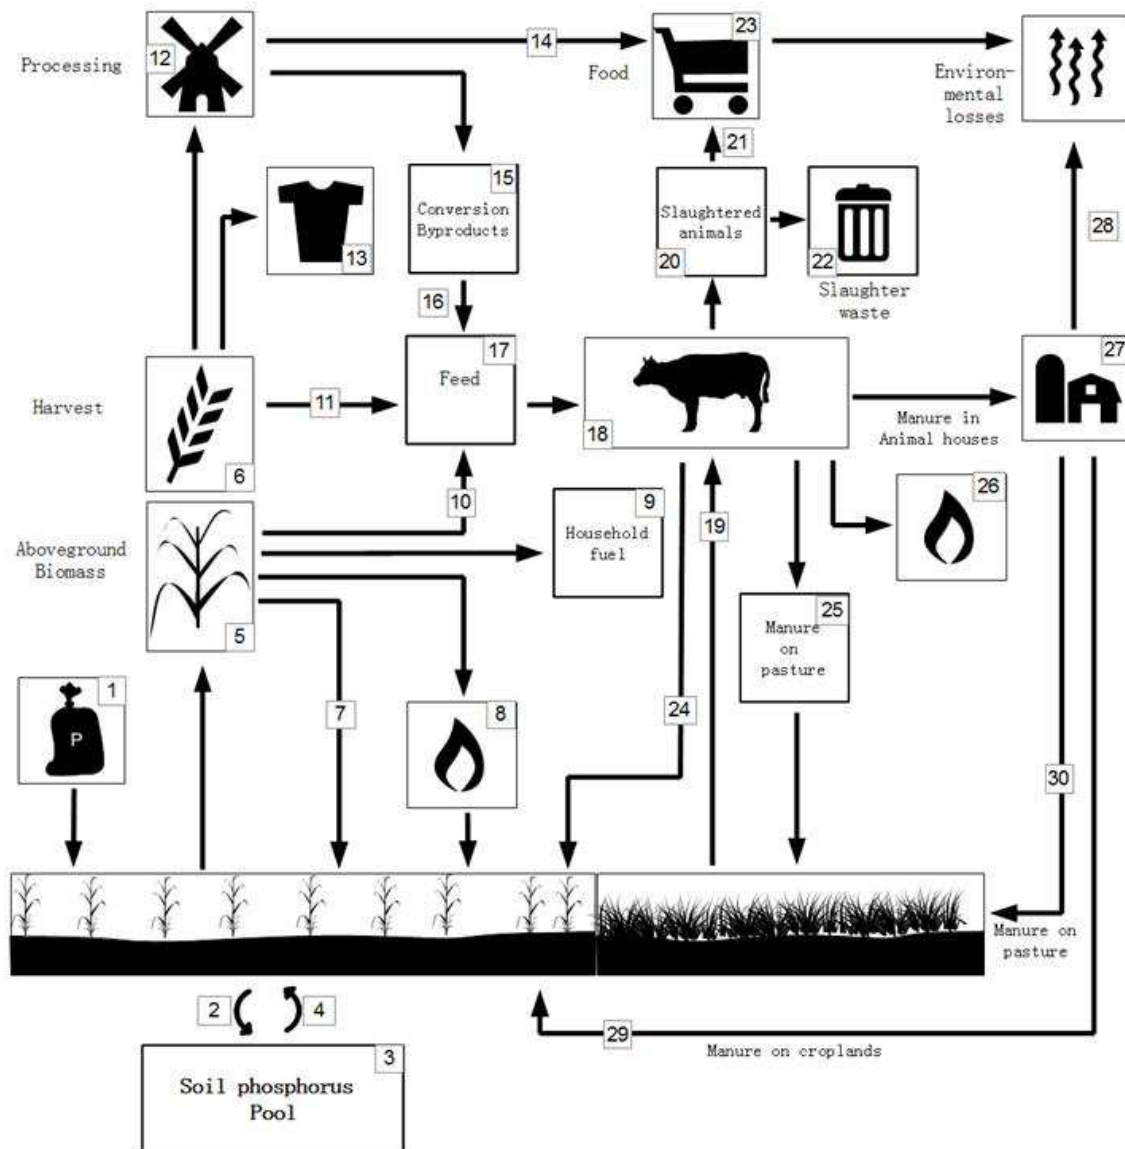 12
14
23
Processing
Food
Environ-
mental
losses
21
15
Conversion
Byproducts
Slaughtered
animals
20
22
Slaughter
waste
28
13
16
17
Feed
18
27
Harvest
11
Manure in
Animal houses
6
10
9
Household
fuel
19
26
Aboveground
Biomass
5
25
Manure
on
pasture
1
P
7
8
24
30
Manure on
pasture
2
4
29
Manure on croplands
3
Soil phosphorus
Pool